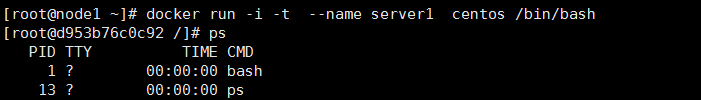 [root@node1 ~]# docker run -i -t  --name server1  centos /bin/bash
[root@d953b76c0c92 /]# ps
   PID TTY          TIME CMD
     1 ?        00:00:00 bash
    13 ?        00:00:00 ps